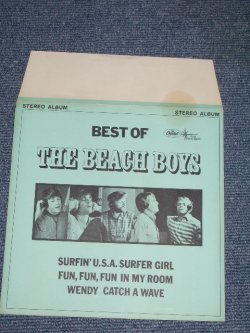 STEREO ALBUM
STEREO ALBUM
BEST OF
Capitol
THE BEACH BOYS
SURFIN' U.S.A. SURFER GIRL
FUN, FUN, FUN IN MY ROOM
WENDY CATCH A WAVE